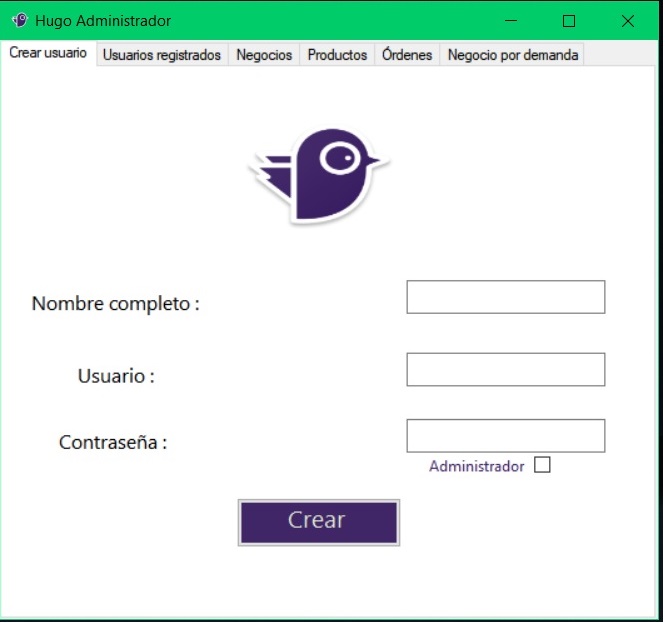 Hugo Administrador
Crear usuario Usuarios registrados Negocios Productos Órdenes Negocio por demanda
Nombre completo :
Usuario :
Contraseña :
Administrador
Crear